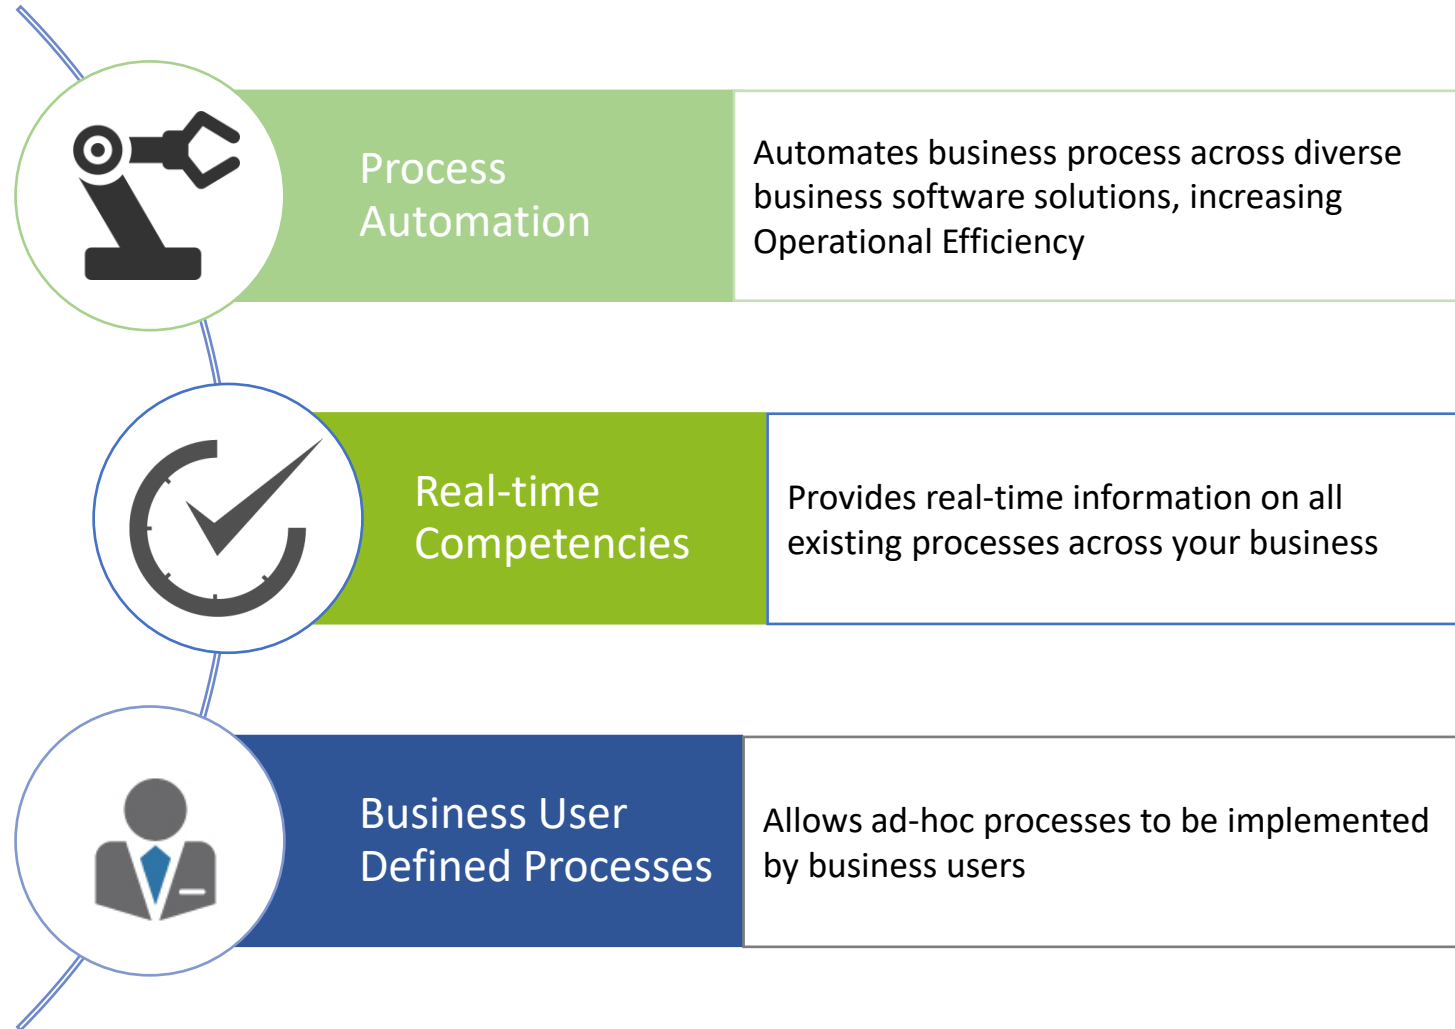 Process
Automation
Automates business process across diverse
business software solutions, increasing
Operational Efficiency
Real-time
Competencies
Provides real-time information on all
existing processes across your business
Business User
Defined Processes
Allows ad-hoc processes to be implemented
by business users